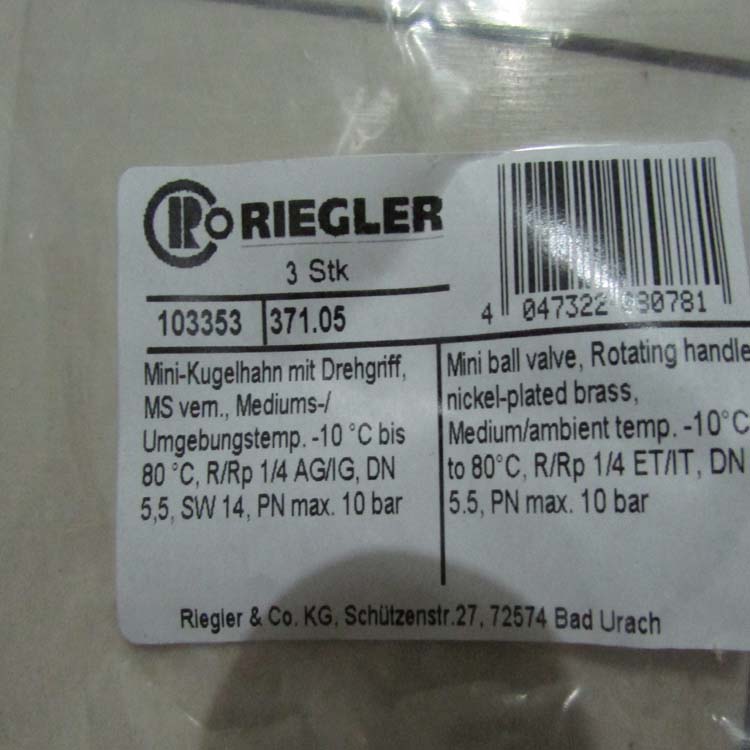 RIEGLER
3 Stk
103353 371.05
4 047322 980781
Mini-Kugelhahn mit Drehgriff,
MS vern., Mediums-/
Umgebungstemp. -10 °C bis
80 °C, R/Rp 1/4 AG/IG, DN
5,5, SW 14, PN max. 10 bar
Mini ball valve, Rotating handle
nickel-plated brass,
Medium/ambient temp. -10°C
to 80°C, R/Rp 1/4 ET/IT, DN
5.5, PN max. 10 bar
Riegler & Co. KG, Schützenstr.27, 72574 Bad Urach